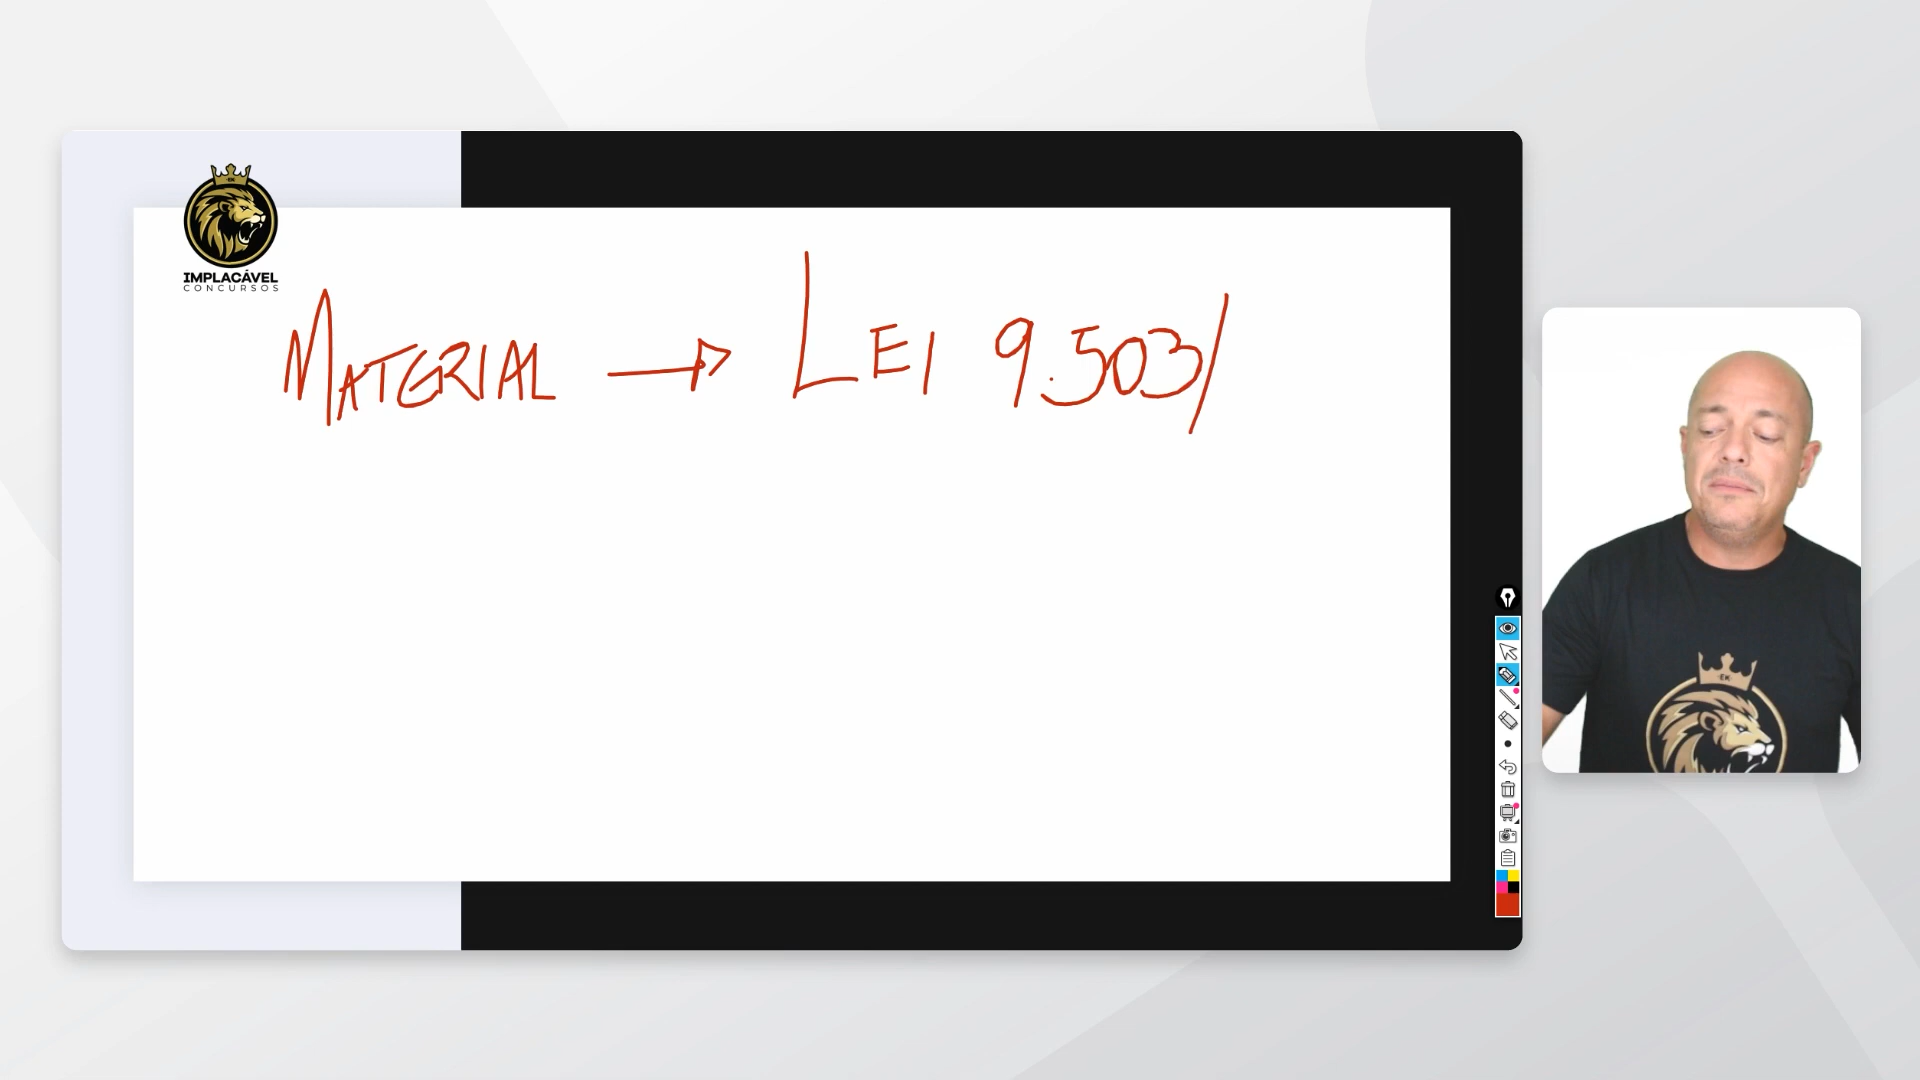 IMPLACÁVEL
CONCURSOS
MATERIAL → LEI 9.503/